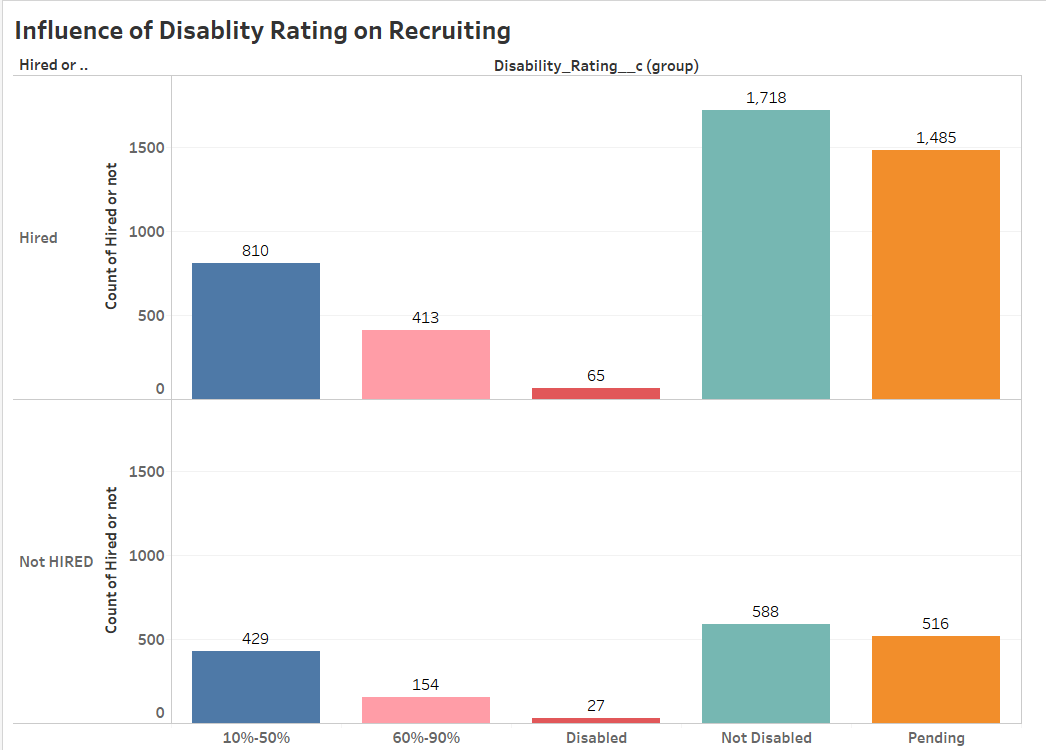 Influence of Disablity Rating on Recruiting
Hired or ..
Disability_Rating__c (group)
Hired
Count of Hired or not
1500
1000
500
0
810
413
65
1,718
1,485
Not HIRED
Count of Hired or not
1500
1000
500
0
429
154
27
588
516
10%-50%
60%-90%
Disabled
Not Disabled
Pending